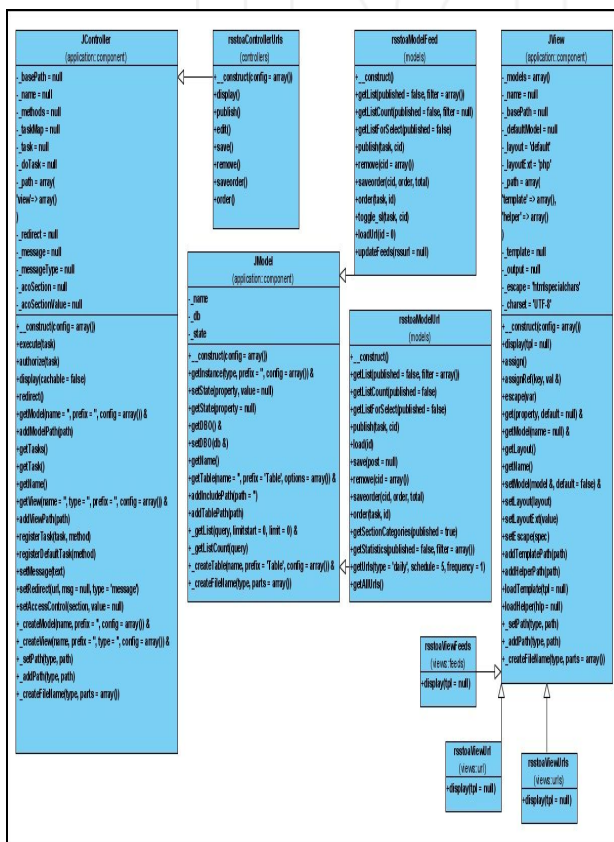 JController
(application::component)
-_basePath = null
-_name = null
-_methods = null
-_taskMap = null
-_task = null
-_doTask = null
-_path = array(
'view'=> array()
)
-_redirect = null
-_message = null
-_messageType = null
-_acoSection = null
-_acoSectionValue = null
+__construct(config = array())
+execute(task)
+authorize(task)
+display(cachable = false)
+redirect()
+getModel(name = '', prefix = '', config = array()) &
+addModelPath(path)
+getTasks()
+getTask()
+getName()
+getView(name = '', type = '', prefix = '', config = array()) &
+addViewPath(path)
+registerTask(task, method)
+registerDefaultTask(method)
+setMessage(text)
+setRedirect(url, msg = null, type = 'message')
+setAccessControl(section, value = null)
+_createModel(name, prefix = '', config = array()) &
+_createView(name, prefix = '', type = '', config = array()) &
+_setPath(type, path)
+_addPath(type, path)
+_createFileName(type, parts = array())
rsstoaControllerUrls
(controllers)
+__construct(config = array())
+display()
+publish()
+edit()
+save()
+remove()
+saveorder()
+order()
rsstoaModelFeed
(models)
+__construct()
+getList(published = false, filter = array())
+getListCount(published = false, filter = null)
+getListForSelect(published = false)
+publish(task, cid)
+remove(cid = array())
+saveorder(cid, order, total)
+order(task, id)
+toggle_sl(task, cid)
+loadUrl(id = 0)
+updateFeeds(rssurl = null)
JModel
(application::component)
-_name
-_db
-_state
+__construct(config = array())
+getInstance(type, prefix = '', config = array()) &
+setState(property, value = null)
+getState(property = null)
+getDBO() &
+setDBO(db &)
+getName()
+getTable(name = '', prefix = 'Table', options = array())
+addIncludePath(path = '')
+addTablePath(path)
+_getList(query, limitstart = 0, limit = 0) &
+_getListCount(query)
+_createTable(name, prefix = 'Table', config = array()) &
+_createFileName(type, parts = array())
rsstoaModelUrl
(models)
+__construct()
+getList(published = false, filter = array())
+getListCount(published = false)
+getListForSelect(published = false)
+publish(task, cid)
+load(id)
+save(post = null)
+remove(cid = array())
+saveorder(cid, order, total)
+order(task, id)
+getSectionCategories(published = true)
+getStatistics(published = false, filter = array())
+getUrls(type = 'daily', schedule = 5, frequency = 1)
+getAllUrls()
JView
(application::component)
-_models = array()
-_name = null
-_basePath = null
-_defaultModel = null
-_layout = 'default'
-_layoutExt = 'php'
-_path = array(
'template' => array(),
'helper' => array()
)
-_template = null
-_output = null
-_escape = 'htmlspecialchars'
-_charset = 'UTF-8'
+__construct(config = array())
+display(tpl = null)
+assign()
+assignRef(key, val &)
+escape(var)
+get(property, default = null) &
+getModel(name = null) &
+getLayout()
+getName()
+setModel(model &, default = false) &
+setLayout(layout)
+setLayoutExt(value)
+setEscape(spec)
+addTemplatePath(path)
+addHelperPath(path)
+loadTemplate(tpl = null)
+loadHelper(hlp = null)
+_setPath(type, path)
+_addPath(type, path)
+_createFileName(type, parts = array())
rsstoaViewFeeds
(views::feeds)
+display(tpl = null)
rsstoaViewUrl
(views::url)
+display(tpl = null)
rsstoaViewUrls
(views::urls)
+display(tpl = null)